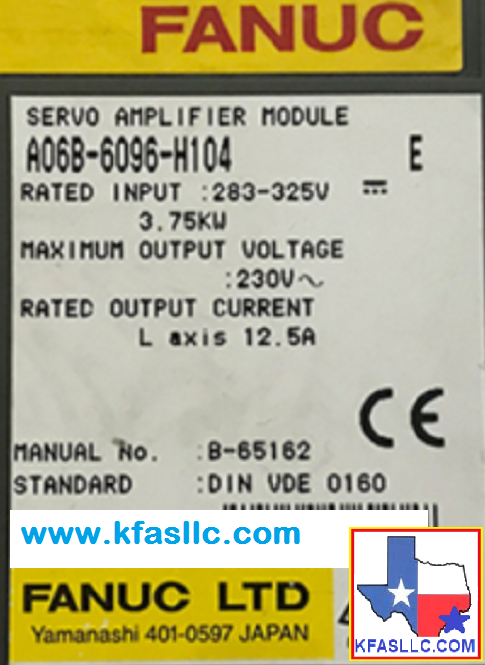 FANUC
SERVO AMPLIFIER MODULE
A06B-6096-H104 E
RATED INPUT :283-325V ⎓
3.75KW
MAXIMUM OUTPUT VOLTAGE
:230V~
RATED OUTPUT CURRENT
L axis 12.5A
CE
MANUAL No. :B-65162
STANDARD :DIN VDE 0160
www.kfasllc.com
FANUC LTD
Yamanashi 401-0597 JAPAN
KFASLLC.COM